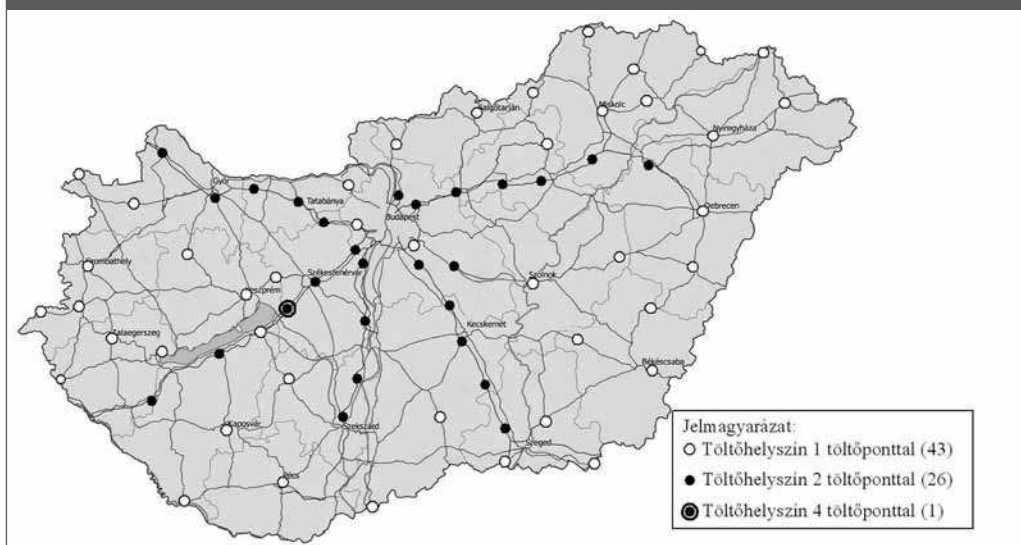 Salgótarján
Miskolc
Nyíregyháza
Győr
Tatabánya
Budapest
Debrecen
Szombathely
Székesfehérvár
Veszprém
Szolnok
Zalaegerszeg
Kecskemét
Békéscsaba
Kaposvár
Szekszárd
Szeged
Pécs
Jelmagyarázat:
Töltőhelyszín 1 töltőponttal (43)
Töltőhelyszín 2 töltőponttal (26)
Töltőhelyszín 4 töltőponttal (1)